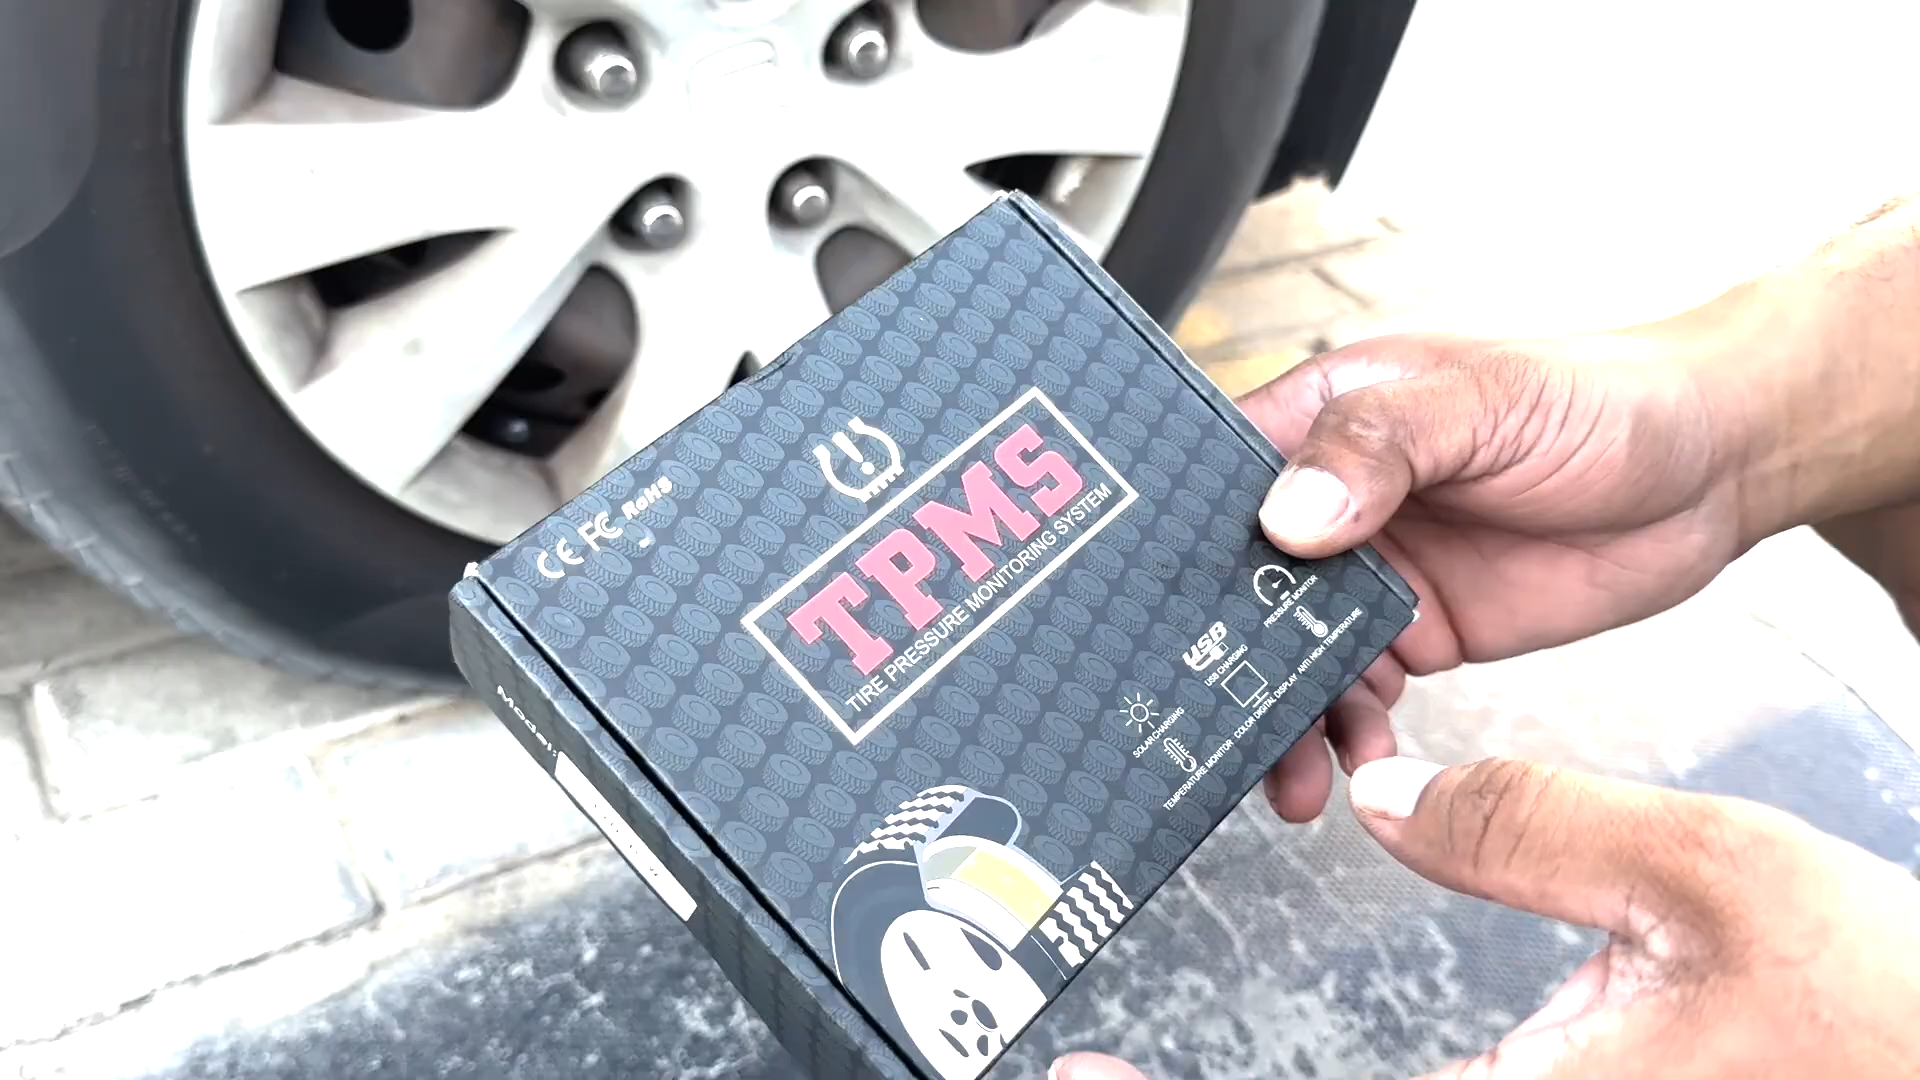 CE FC RoHS
TPMS
TIRE PRESSURE MONITORING SYSTEM
PRESSURE MONITOR
USB
USB CHARGING
ANTI HIGH TEMPERATURE
SOLAR CHARGING
COLOR DIGITAL DISPLAY
TEMPERATURE MONITOR
Model: